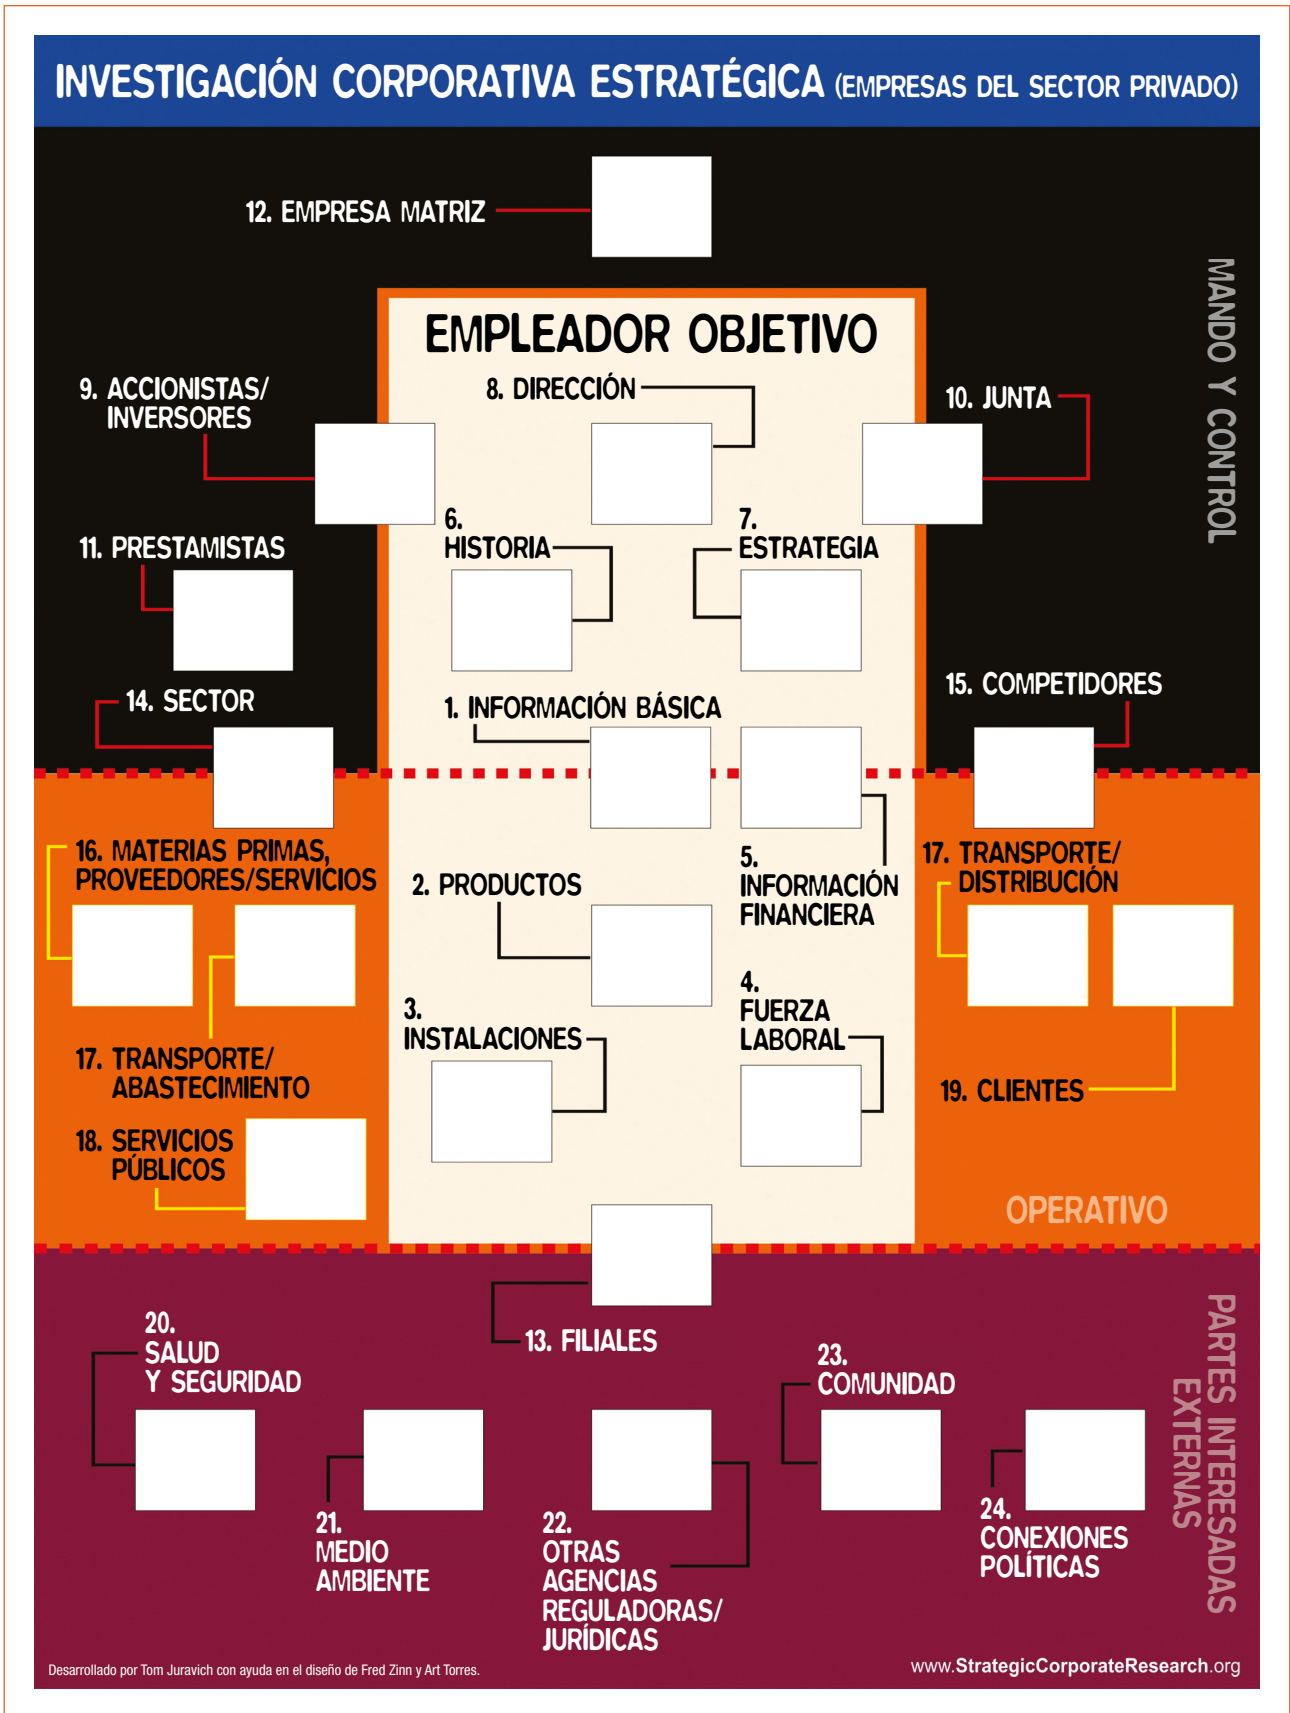 INVESTIGACIÓN CORPORATIVA ESTRATÉGICA (EMPRESAS DEL SECTOR PRIVADO)
12. EMPRESA MATRIZ
MANDO Y CONTROL
EMPLEADOR OBJETIVO
9. ACCIONISTAS/
INVERSORES
8. DIRECCIÓN
10. JUNTA
11. PRESTAMISTAS
6.
HISTORIA
7.
ESTRATEGIA
14. SECTOR
1. INFORMACIÓN BÁSICA
15. COMPETIDORES
16. MATERIAS PRIMAS,
PROVEEDORES/SERVICIOS
2. PRODUCTOS
5.
INFORMACIÓN
FINANCIERA
17. TRANSPORTE/
DISTRIBUCIÓN
3.
INSTALACIONES
4.
FUERZA
LABORAL
17. TRANSPORTE/
ABASTECIMIENTO
19. CLIENTES
18. SERVICIOS
PÚBLICOS
OPERATIVO
13. FILIALES
20.
SALUD
Y SEGURIDAD
23.
COMUNIDAD
PARTES INTERESADAS
EXTERNAS
21.
MEDIO
AMBIENTE
22.
OTRAS
AGENCIAS
REGULADORAS/
JURÍDICAS
24.
CONEXIONES
POLÍTICAS
Desarrollado por Tom Juravich con ayuda en el diseño de Fred Zinn y Art Torres.
www.StrategicCorporateResearch.org